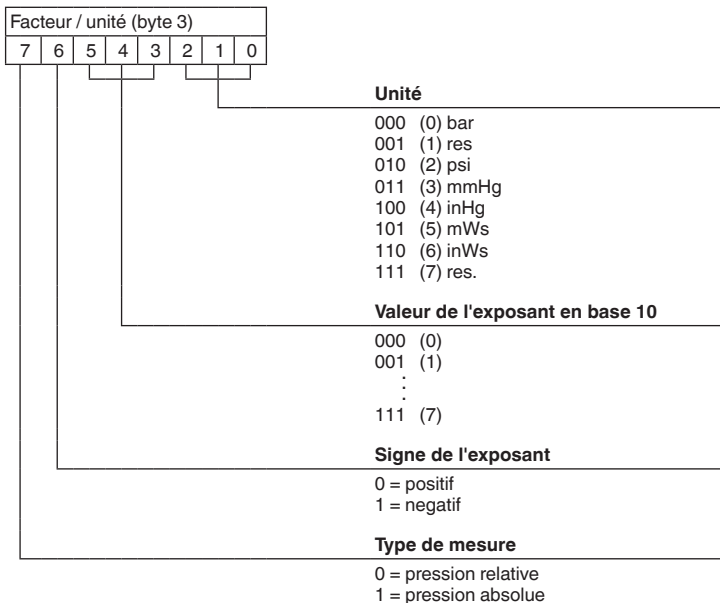 Facteur / unité (byte 3)
7 6 5 4 3 2 1 0
Unité
000 (0) bar
001 (1) res
010 (2) psi
011 (3) mmHg
100 (4) inHg
101 (5) mWs
110 (6) inWs
111 (7) res.
Valeur de l'exposant en base 10
000 (0)
001 (1)
.
.
.
111 (7)
Signe de l'exposant
0 = positif
1 = negatif
Type de mesure
0 = pression relative
1 = pression absolue